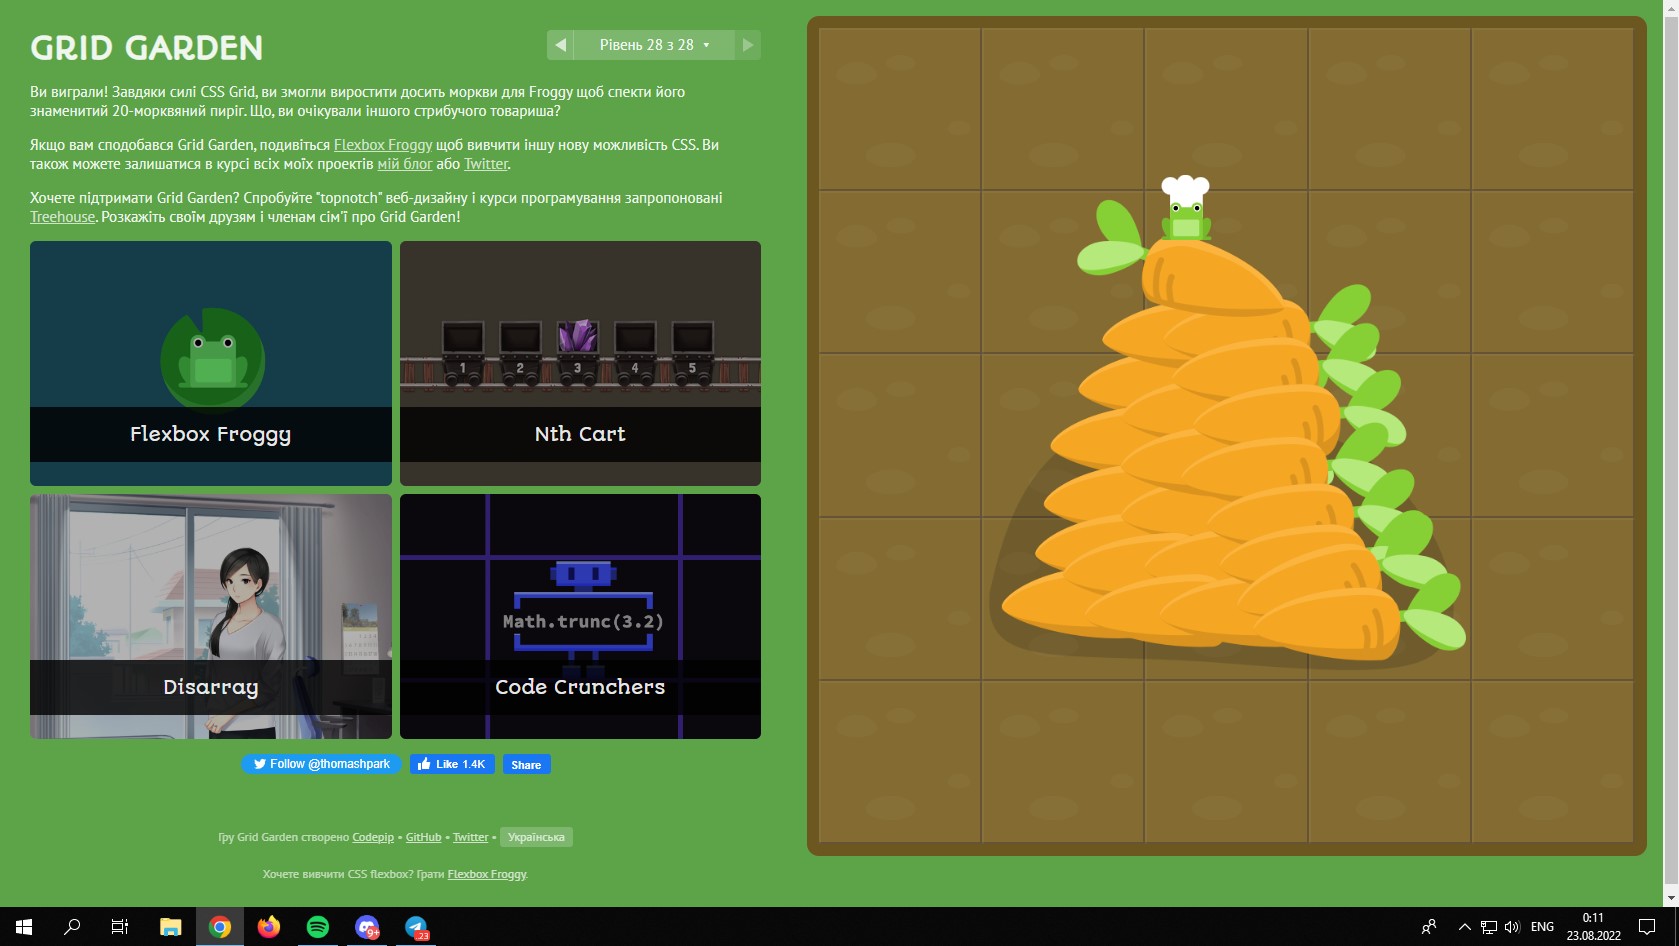 GRID GARDEN
Рівень 28 з 28
Ви виграли! Завдяки силі CSS Grid, ви змогли виростити досить моркви для Froggy щоб спекти його
знаменитий 20-морквяний пиріг. Що, ви очікували іншого стрибучого товариша?
Якщо вам сподобався Grid Garden, подивіться Flexbox Froggy щоб вивчити іншу нову можливість CSS. Ви
також можете залишатися в курсі всіх моїх проектів мій блог або Twitter.
Хочете підтримати Grid Garden? Спробуйте "topnotch" веб-дизайну і курси програмування запропоновані
Treehouse. Розкажіть своїм друзям і членам сім'ї про Grid Garden!
1 2 3 4 5
Flexbox Froggy
Nth Cart
Math.trunc(3.2)
Disarray
Code Crunchers
Follow @thomashpark
Like 1.4K
Share
Гру Grid Garden створено Codepip • GitHub • Twitter • Українська
Хочете вивчити CSS flexbox? Грати Flexbox Froggy.
9+
23
ENG
0:11
23.08.2022